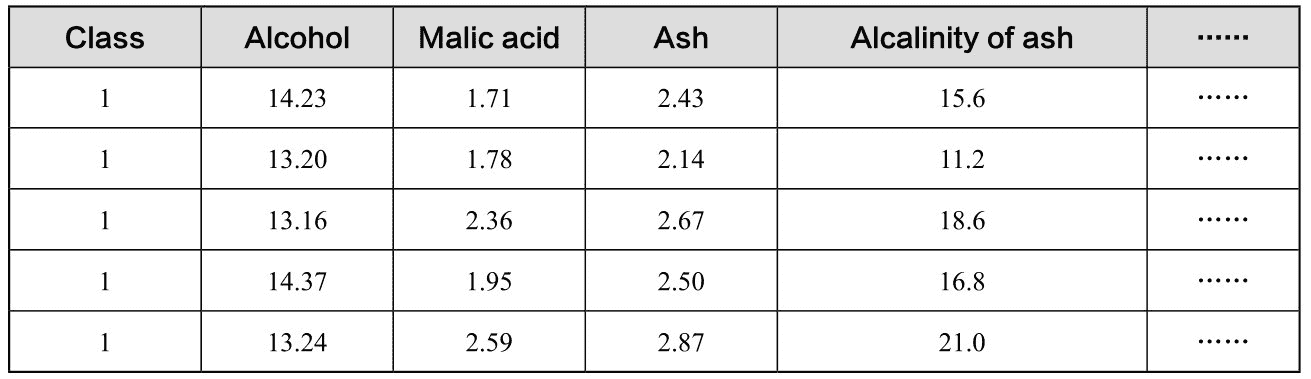 Class Alcohol Malic acid Ash Alcalinity of ash ……
1 14.23 1.71 2.43 15.6 ……
1 13.20 1.78 2.14 11.2 ……
1 13.16 2.36 2.67 18.6 ……
1 14.37 1.95 2.50 16.8 ……
1 13.24 2.59 2.87 21.0 ……